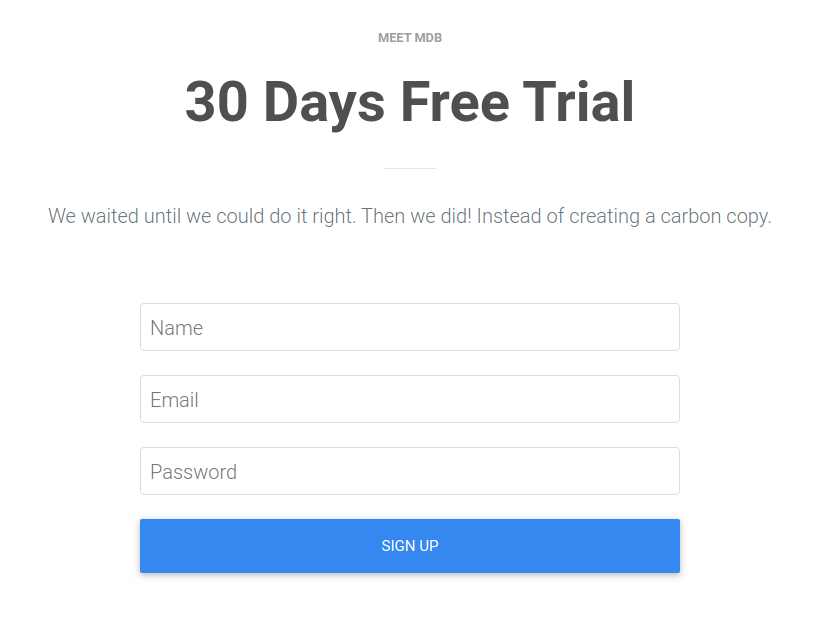 MEET MDB
30 Days Free Trial
We waited until we could do it right. Then we did! Instead of creating a carbon copy.
Name
Email
Password
SIGN UP